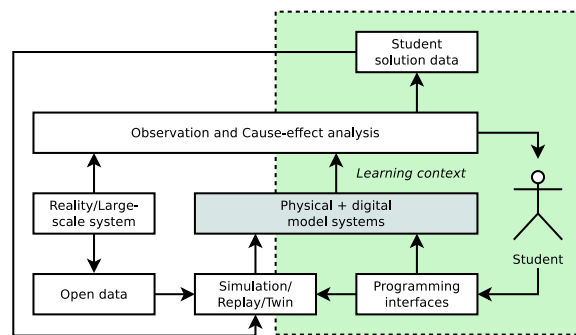 Student
solution data
Observation and Cause-effect analysis
Learning context
Reality/Large-
scale system
Physical + digital
model systems
Student
Open data
Simulation/
Replay/Twin
Programming
interfaces